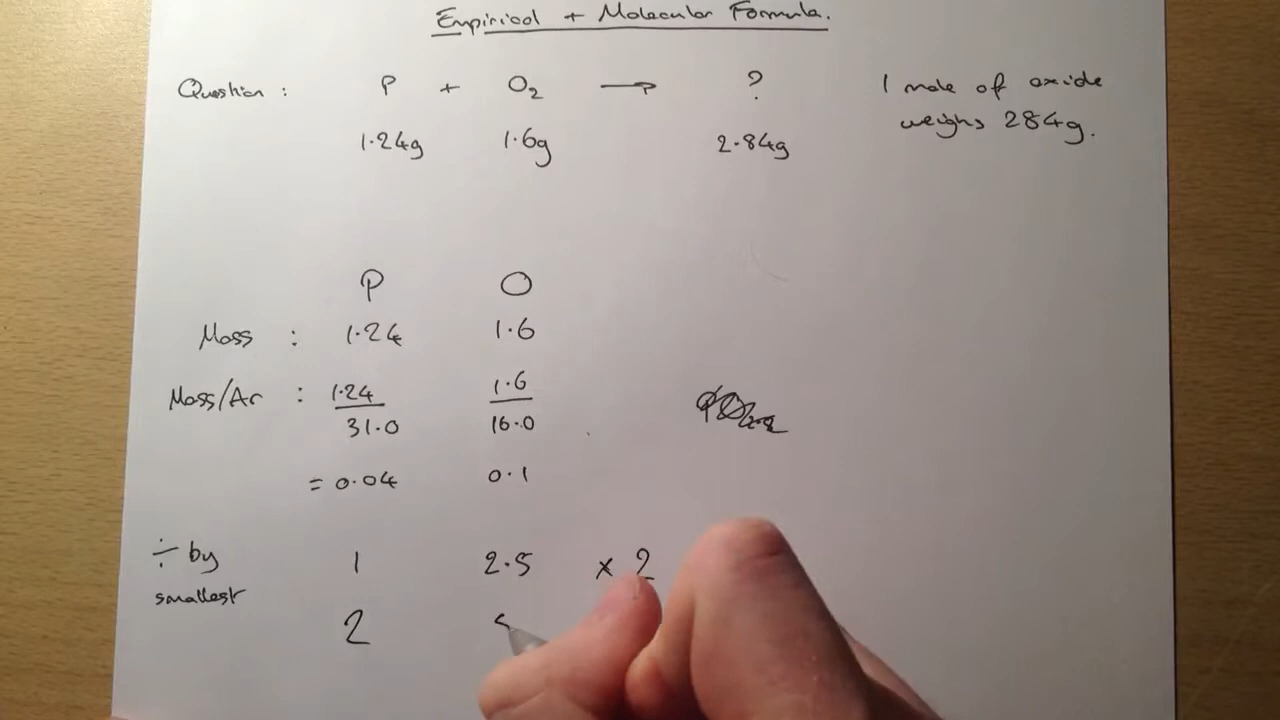 Empirical + Molecular Formula.
Question : P + O2 → ? 1 mole of oxide
weighs 284g.
1.24g 1.6g 2.84g
P O
Mass : 1.24 1.6
Mass/Ar : 1.24/31.0 1.6/16.0
= 0.04 0.1
÷ by 1 2.5 x 2
smallest
2